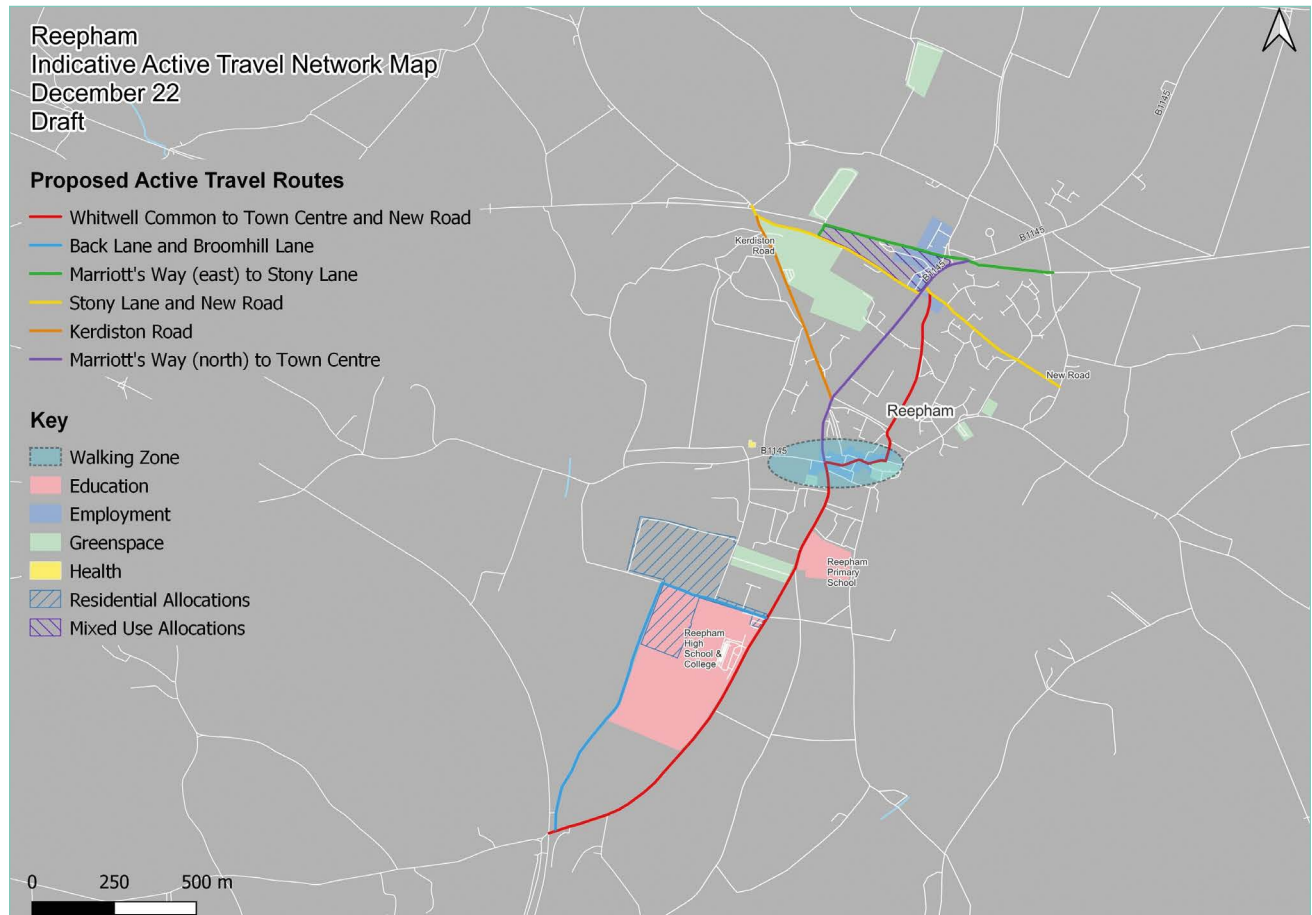 Reepham
Indicative Active Travel Network Map
December 22
Draft
Proposed Active Travel Routes
Whitwell Common to Town Centre and New Road
Back Lane and Broomhill Lane
Marriott's Way (east) to Stony Lane
Stony Lane and New Road
Kerdiston Road
Marriott's Way (north) to Town Centre
Key
Walking Zone
Education
Employment
Greenspace
Health
Residential Allocations
Mixed Use Allocations
0 250 500 m
B1145
B1145
Kerdiston
Road
B1145
New Road
Reepham
B1145
Reepham
Primary
School
Reepham
High
School &
College